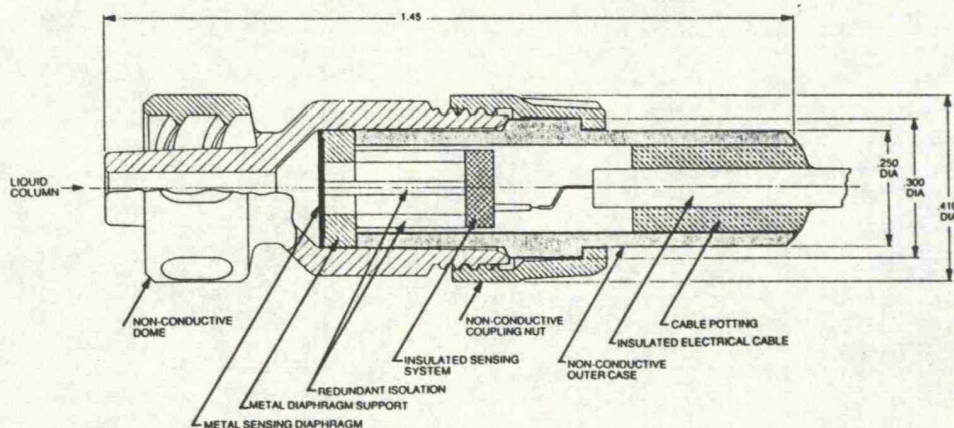 1.45
LIQUID
COLUMN
.250
DIA
.300
DIA
.410
DIA
NON-CONDUCTIVE
DOME
NON-CONDUCTIVE
COUPLING NUT
CABLE POTTING
INSULATED ELECTRICAL CABLE
INSULATED SENSING
SYSTEM
NON-CONDUCTIVE
OUTER CASE
REDUNDANT ISOLATION
METAL DIAPHRAGM SUPPORT
METAL SENSING DIAPHRAGM